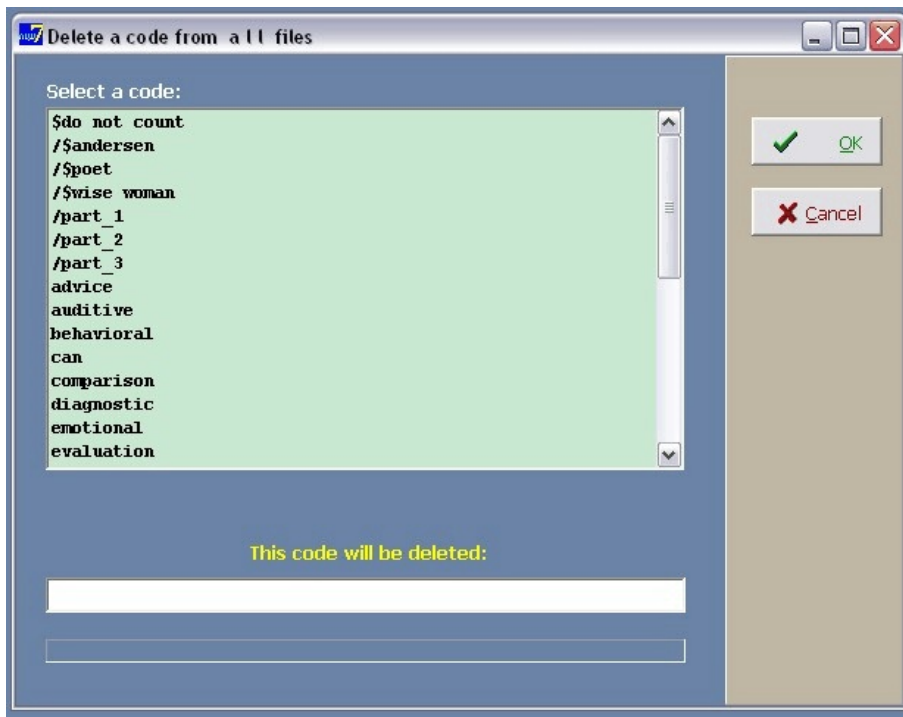 Delete a code from a l l files
Select a code:
$do not count
/$andersen
/$poet
/$wise woman
/part_1
/part_2
/part_3
advice
auditive
behavioral
can
comparison
diagnostic
emotional
evaluation
OK
Cancel
This code will be deleted: